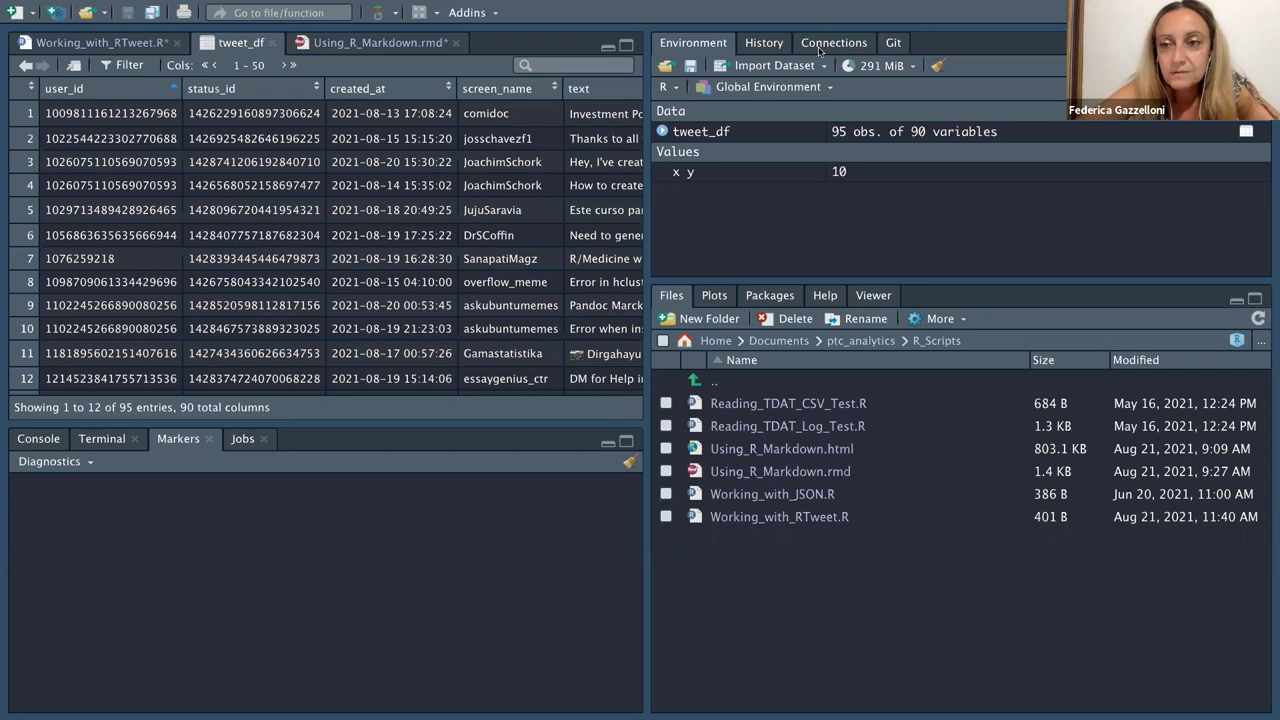 Go to file/function Addins
Working_with_RTweet.R* tweet_df Using_R_Markdown.rmd*
Filter Cols: 1 - 50
user_id status_id created_at screen_name text
1 1009811161213267968 1426229160897306624 2021-08-13 17:08:24 comidoc Investment Po
2 1022544223302770688 1426925482646196225 2021-08-15 15:15:20 josschavezf1 Thanks to all
3 1026075110569070593 1428741206192840710 2021-08-20 15:30:22 JoachimSchork Hey, I've creat
4 1026075110569070593 1426568052158697477 2021-08-14 15:35:02 JoachimSchork How to create
5 1029713489428926465 1428096720441954321 2021-08-18 20:49:25 JujuSaravia Este curso par
6 1056863635635666944 1428407757187682304 2021-08-19 17:25:22 DrSCoffin Need to gener
7 1076259218 1428393445446479873 2021-08-19 16:28:30 SanapatiMagz R/Medicine w
8 1098709061334429696 1426758043342102540 2021-08-15 04:10:00 overflow_meme Error in hclust
9 1102245266890080256 1428520598112817156 2021-08-20 00:53:45 askubuntumemes Pandoc Marck
10 1102245266890080256 1428467573889323025 2021-08-19 21:23:03 askubuntumemes Error when ins
11 1181895602151407616 1427434360626634753 2021-08-17 00:57:26 Gamastatistika Dirgahayu
12 1214523841755713536 1428374724070068228 2021-08-19 15:14:06 essaygenius_ctr DM for Help in
Showing 1 to 12 of 95 entries, 90 total columns
Console Terminal Markers Jobs
Diagnostics
Environment History Connections Git
Import Dataset 291 MiB
R Global Environment
Data
tweet_df 95 obs. of 90 variables
Values
x y 10
Federica Gazzelloni
Files Plots Packages Help Viewer
New Folder Delete Rename More
Home Documents ptc_analytics R_Scripts
Name Size Modified
..
Reading_TDAT_CSV_Test.R 684 B May 16, 2021, 12:24 PM
Reading_TDAT_Log_Test.R 1.3 KB May 16, 2021, 12:24 PM
Using_R_Markdown.html 803.1 KB Aug 21, 2021, 9:09 AM
Using_R_Markdown.rmd 1.4 KB Aug 21, 2021, 9:27 AM
Working_with_JSON.R 386 B Jun 20, 2021, 11:00 AM
Working_with_RTweet.R 401 B Aug 21, 2021, 11:40 AM